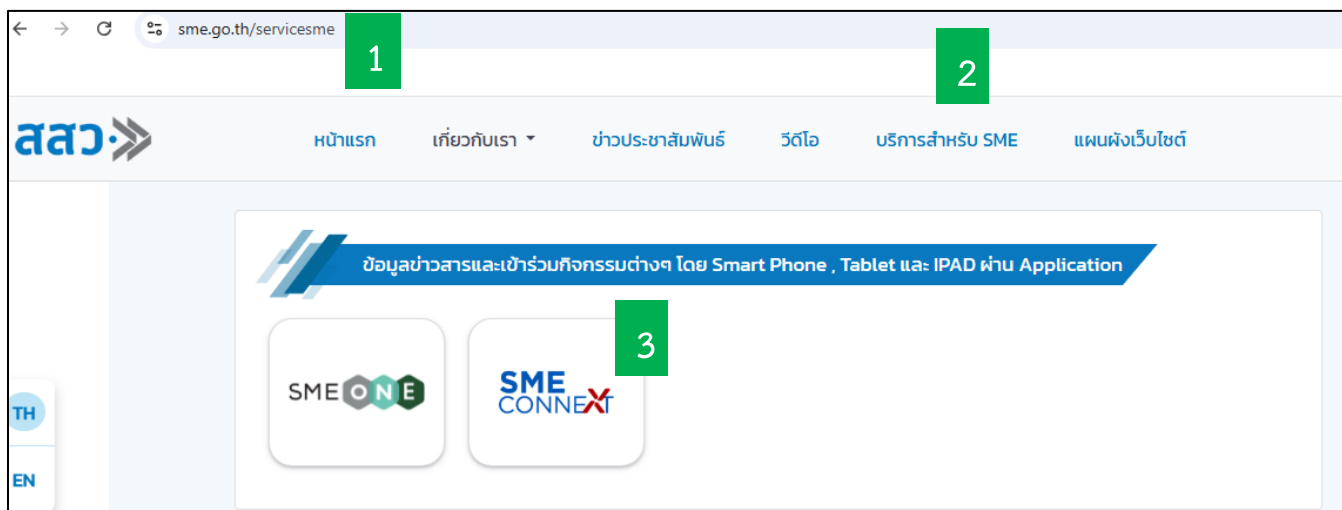 sme.go.th/servicesme
1
2
สสว
หน้าแรก เกี่ยวกับเรา ข่าวประชาสัมพันธ์ วีดีโอ บริการสำหรับ SME แผนผังเว็บไซต์
ข้อมูลข่าวสารและเข้าร่วมกิจกรรมต่างๆ โดย Smart Phone , Tablet และ IPAD ผ่าน Application
3
SME ONE
SME
CONNEXT
TH
EN